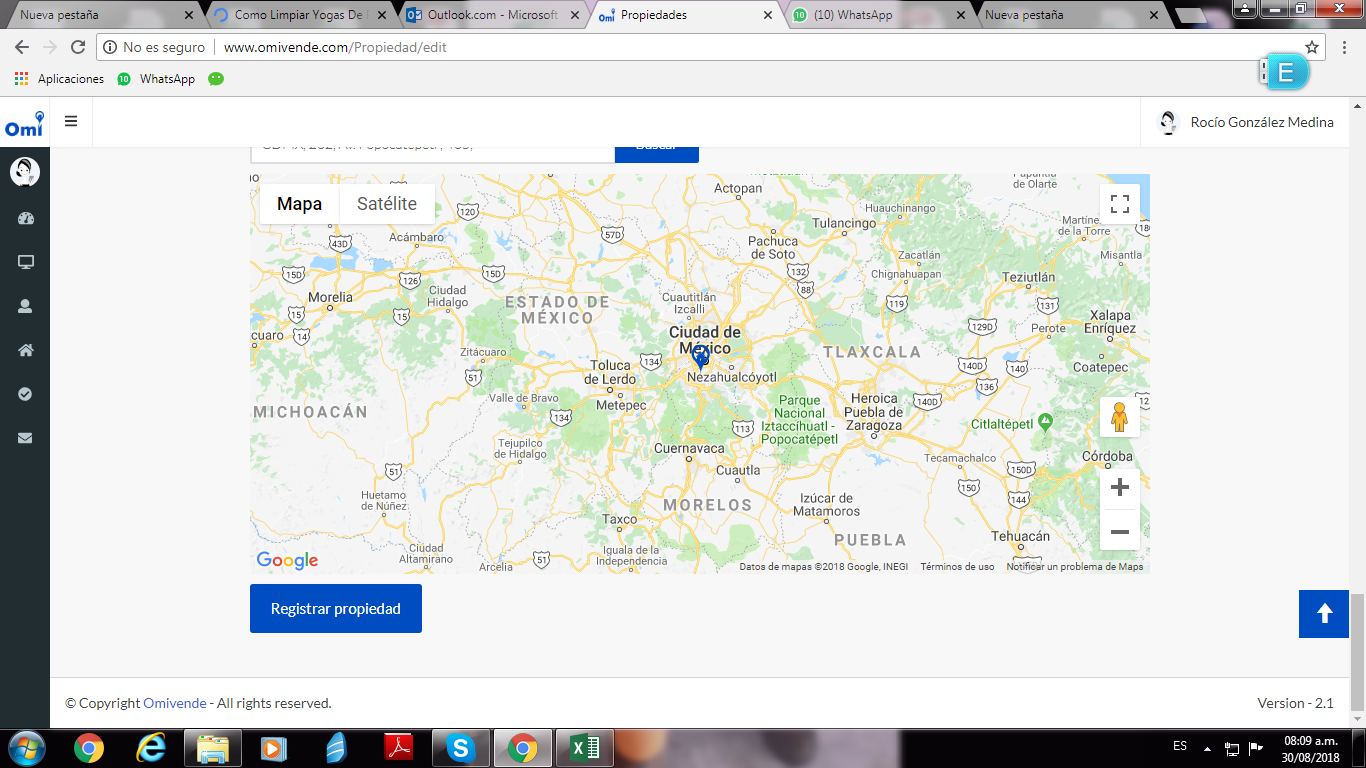 Nueva pestaña
Como Limpiar Yogas De P
Outlook.com - Microsoft
Propiedades
(10) WhatsApp
Nueva pestaña
No es seguro
www.omivende.com/Propiedad/edit
Aplicaciones
10
WhatsApp
E
Omi
Rocío González Medina
Mapa
Satélite
Actopan
Papantla
de Olarte
Huauchinango
120
Tulancingo
Martínez
de la Torre
57D
Acámbaro
43D
Pachuca
de Soto
Zacatlán
Misantla
15D
126
15D
132
Chignahuapan
Teziutlán
Ciudad
Hidalgo
88
Morelia
Cuautitlán
Izcalli
119
131
ESTADO DE
MÉXICO
15
15
Xalapa
Enríquez
129D
Perote
Ciudad de
México
cuaro
14
Zitácuaro
TLAXCALA
134
Toluca
de Lerdo
140D
140
Coatepec
51
Nezahualcóyotl
136
Valle de Bravo
Metepec
Parque
Nacional
Iztaccíhuatl -
Popocatépetl
Heroica
Puebla de
Zaragoza
140D
MICHOACÁN
134
113
Citlaltépetl
Tejupilco
de Hidalgo
Cuernavaca
Tecamachalco
Córdoba
51
Cuautla
150D
150
Huetamo
de Núñez
MORELOS
Izúcar de
Matamoros
144
Taxco
PUEBLA
Tehuacán
Ciudad
Altamirano
Iguala de la
Independencia
51
Arcelia
Google
Datos de mapas ©2018 Google, INEGI
Términos de uso
Notificar un problema de Maps
Registrar propiedad
© Copyright Omivende - All rights reserved.
Version - 2.1
ES
08:09 a.m.
30/08/2018